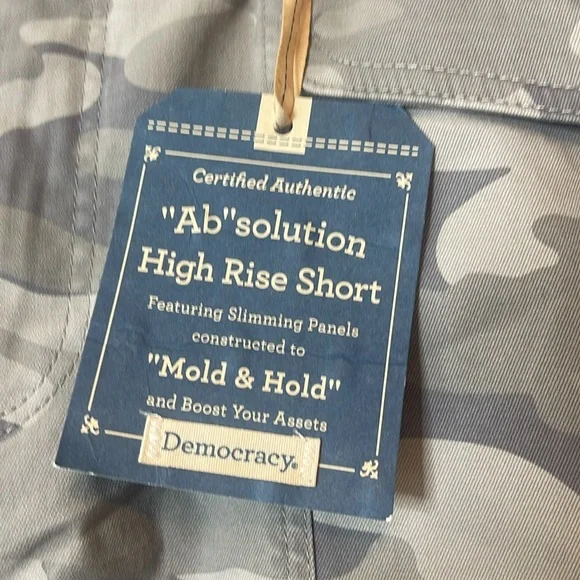 Certified Authentic
"Ab"solution
High Rise Short
Featuring Slimming Panels
constructed to
"Mold & Hold"
and Boost Your Assets
Democracy®